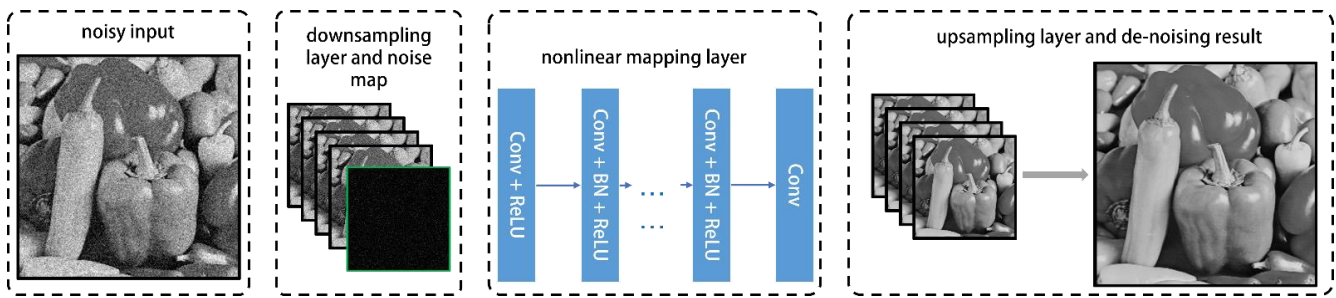 noisy input
downsampling
layer and noise
map
nonlinear mapping layer
Conv + ReLU
Conv + BN + ReLU
... 
...
Conv + BN + ReLU
Conv
upsampling layer and de-noising result